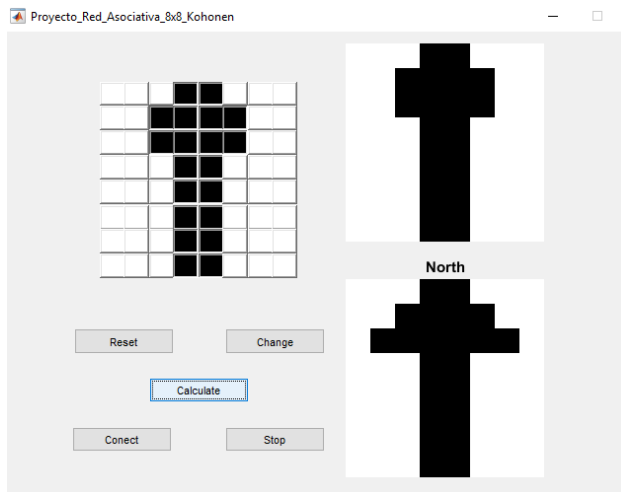 Proyecto_Red_Asociativa_8x8_Kohonen
North
Reset
Change
Calculate
Conect
Stop